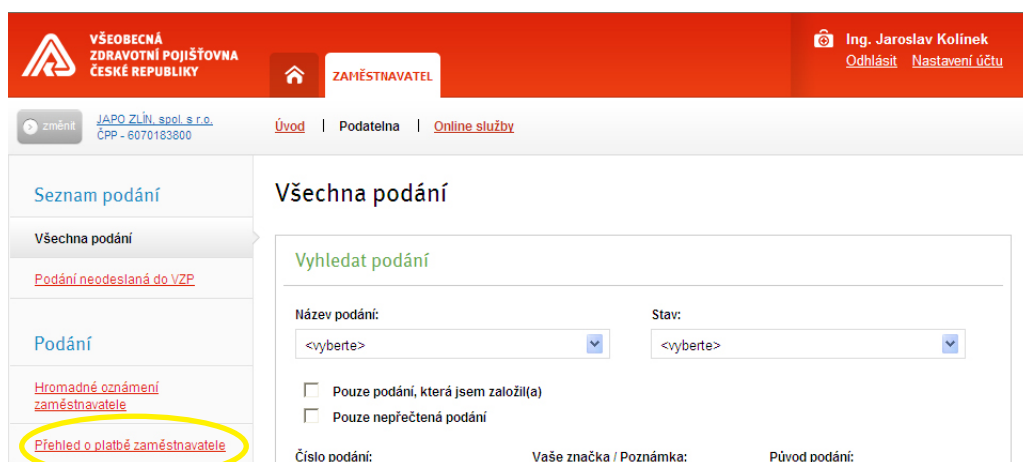 VŠEOBECNÁ
ZDRAVOTNÍ POJIŠŤOVNA
ČESKÉ REPUBLIKY
ZAMĚSTNAVATEL
Ing. Jaroslav Kolínek
Odhlásit Nastavení účtu
změnit
JAPO ZLÍN, spol. s r.o.
ČPP - 6070183800
Úvod | Podatelna | Online služby
Seznam podání
Všechna podání
Podání neodeslaná do VZP
Podání
Hromadné oznámení
zaměstnavatele
Přehled o platbě zaměstnavatele
Všechna podání
Vyhledat podání
Název podání: Stav:
<vyberte> <vyberte>
Pouze podání, která jsem založil(a)
Pouze nepřečtená podání
Číslo podání: Vaše značka / Poznámka: Původ podání: